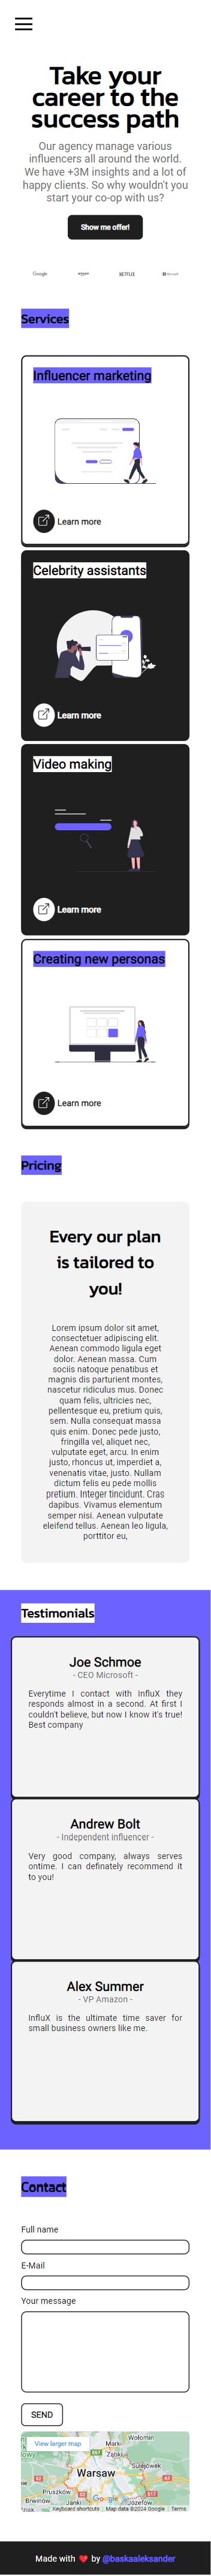 Take your
career to the
success path
Our agency manage various
influencers all around the world.
We have +3M insights and a lot of
happy clients. So why wouldn't you
start your co-op with us?
Show me offer!
Google
amazon
NETFLIX
Microsoft
Services
Influencer marketing
Learn more
Celebrity assistants
Learn more
Video making
Learn more
Creating new personas
Learn more
Pricing
Every our plan
is tailored to
you!
Lorem ipsum dolor sit amet,
consectetuer adipiscing elit.
Aenean commodo ligula eget
dolor. Aenean massa. Cum
sociis natoque penatibus et
magnis dis parturient montes,
nascetur ridiculus mus. Donec
quam felis, ultricies nec,
pellentesque eu, pretium quis,
sem. Nulla consequat massa
quis enim. Donec pede justo,
fringilla vel, aliquet nec,
vulputate eget, arcu. In enim
justo, rhoncus ut, imperdiet a,
venenatis vitae, justo. Nullam
dictum felis eu pede mollis
pretium. Integer tincidunt. Cras
dapibus. Vivamus elementum
semper nisi. Aenean vulputate
eleifend tellus. Aenean leo ligula,
porttitor eu,
Testimonials
Joe Schmoe
- CEO Microsoft -
Everytime I contact with InfluX they
responds almost in a second. At first I
couldn't believe, but now I know it's true!
Best company
Andrew Bolt
- Independent influencer -
Very good company, always serves
ontime. I can definately recommend it
to you!
Alex Summer
- VP Amazon -
InfluX is the ultimate time saver for
small business owners like me.
Contact
Full name
E-Mail
Your message
SEND
View larger map
Marki
Wołomin
Ząbki
Pruszków
Warsaw
Brwinów
Józefów
Otwock
Google
Keyboard shortcuts
Map data ©2024 Google
Terms
Made with ❤️ by @baskaaleksander